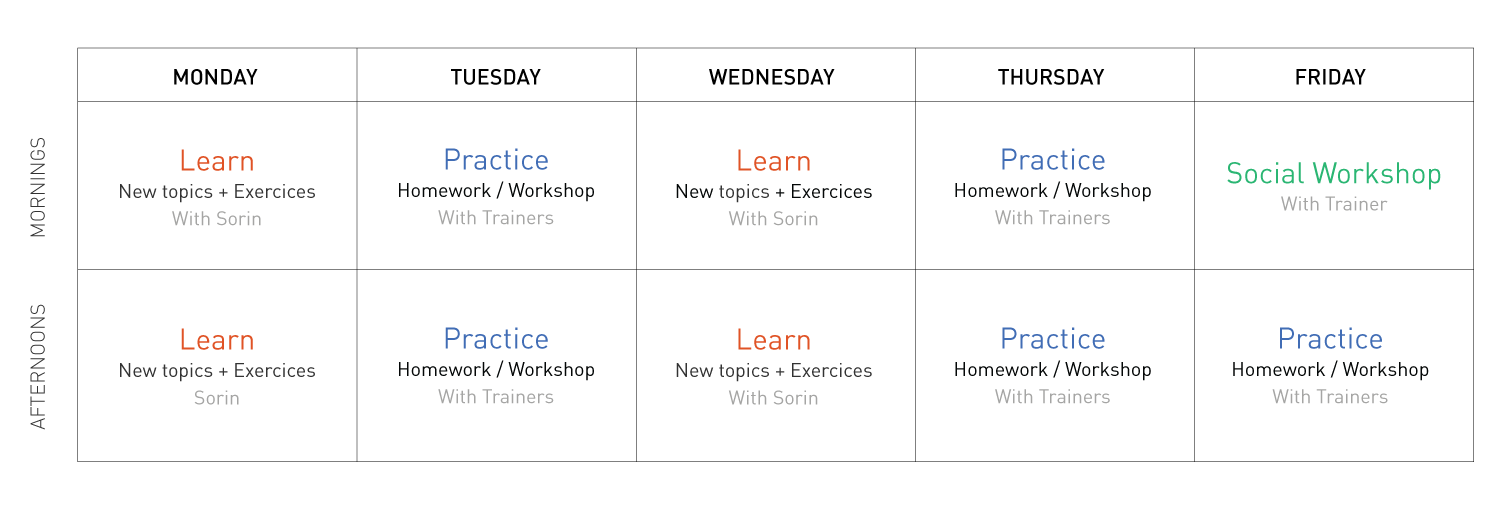 MONDAY
TUESDAY
WEDNESDAY
THURSDAY
FRIDAY
MORNINGS
Learn
New topics + Exercices
With Sorin
Practice
Homework / Workshop
With Trainers
Learn
New topics + Exercices
With Sorin
Practice
Homework / Workshop
With Trainers
Social Workshop
With Trainer
AFTERNOONS
Learn
New topics + Exercices
Sorin
Practice
Homework / Workshop
With Trainers
Learn
New topics + Exercices
With Sorin
Practice
Homework / Workshop
With Trainers
Practice
Homework / Workshop
With Trainers